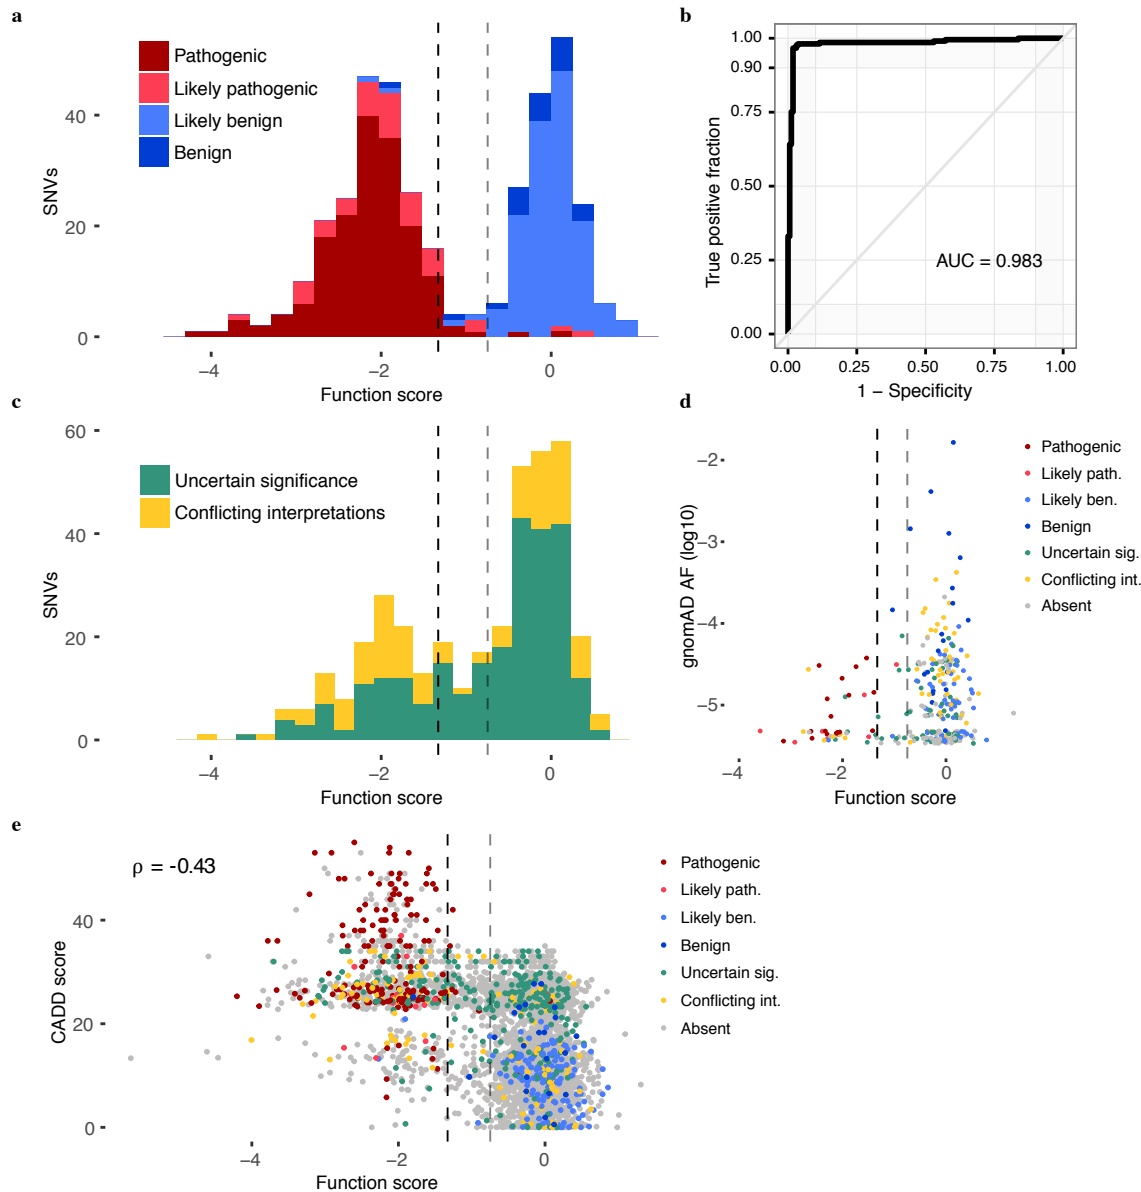 a
Pathogenic
Likely pathogenic
Likely benign
Benign
SNVs
40
20
0
−4
−2
0
Function score
b
1.00
0.90
0.75
0.50
0.25
0.00
True positive fraction
AUC = 0.983
0.00
0.25
0.50
0.75
1.00
1 − Specificity
c
60
40
20
0
SNVs
Uncertain significance
Conflicting interpretations
−4
−2
0
Function score
d
−2
−3
−4
−5
gnomAD AF (log10)
Pathogenic
Likely path.
Likely ben.
Benign
Uncertain sig.
Conflicting int.
Absent
−4
−2
0
Function score
e
ρ = -0.43
40
20
0
CADD score
Pathogenic
Likely path.
Likely ben.
Benign
Uncertain sig.
Conflicting int.
Absent
−4
−2
0
Function score